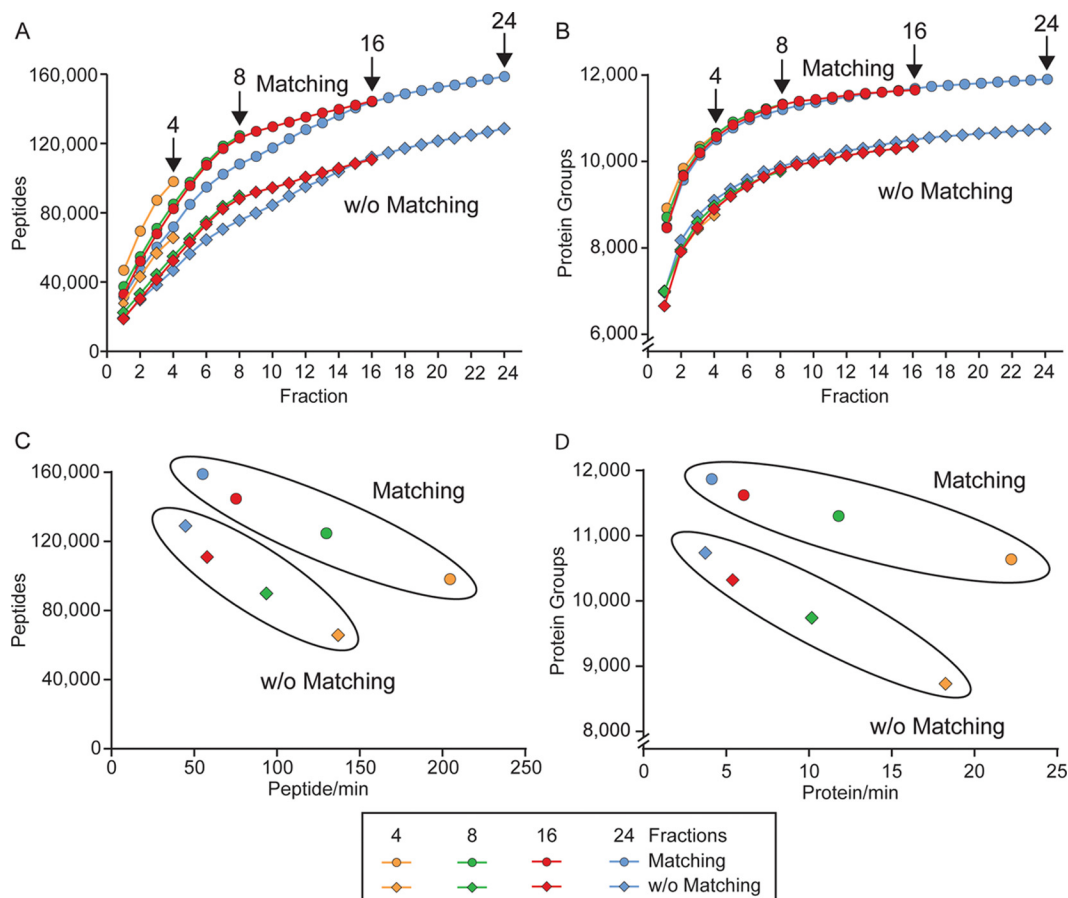 A
24
16
8
Matching
4
w/o Matching
160,000
120,000
80,000
40,000
0
Peptides
0 2 4 6 8 10 12 14 16 18 20 22 24
Fraction
B
24
16
8
Matching
4
w/o Matching
12,000
10,000
8,000
6,000
Protein Groups
0 2 4 6 8 10 12 14 16 18 20 22 24
Fraction
C
160,000
120,000
80,000
40,000
0
Peptides
Matching
w/o Matching
0 50 100 150 200 250
Peptide/min
D
12,000
11,000
10,000
9,000
8,000
Protein Groups
Matching
w/o Matching
0 5 10 15 20 25
Protein/min
4 8 16 24 Fractions
Matching
w/o Matching